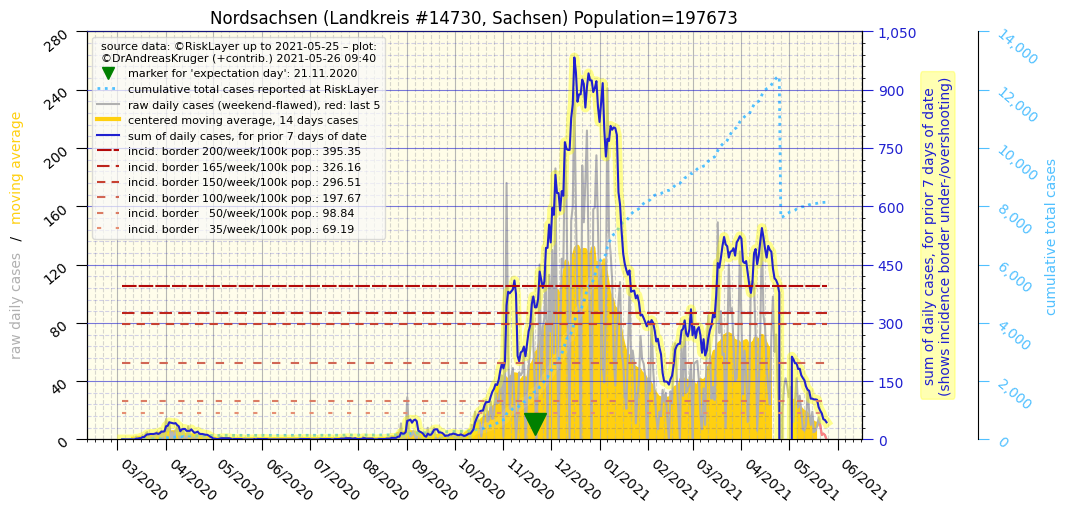 Nordsachsen (Landkreis #14730, Sachsen) Population=197673
source data: ©RiskLayer up to 2021-05-25 – plot:
©DrAndreasKruger (+contrib.) 2021-05-26 09:40
marker for 'expectation day': 21.11.2020
cumulative total cases reported at RiskLayer
raw daily cases (weekend-flawed), red: last 5
centered moving average, 14 days cases
sum of daily cases, for prior 7 days of date
incid. border 200/week/100k pop.: 395.35
incid. border 165/week/100k pop.: 326.16
incid. border 150/week/100k pop.: 296.51
incid. border 100/week/100k pop.: 197.67
incid. border 50/week/100k pop.: 98.84
incid. border 35/week/100k pop.: 69.19
raw daily cases / moving average
280
240
200
160
120
80
40
0
03/2020
04/2020
05/2020
06/2020
07/2020
08/2020
09/2020
10/2020
11/2020
12/2020
01/2021
02/2021
03/2021
04/2021
05/2021
06/2021
1,050
900
750
600
450
300
150
0
sum of daily cases, for prior 7 days of date
(shows incidence border under-/overshooting)
14,000
12,000
10,000
8,000
6,000
4,000
2,000
0
cumulative total cases